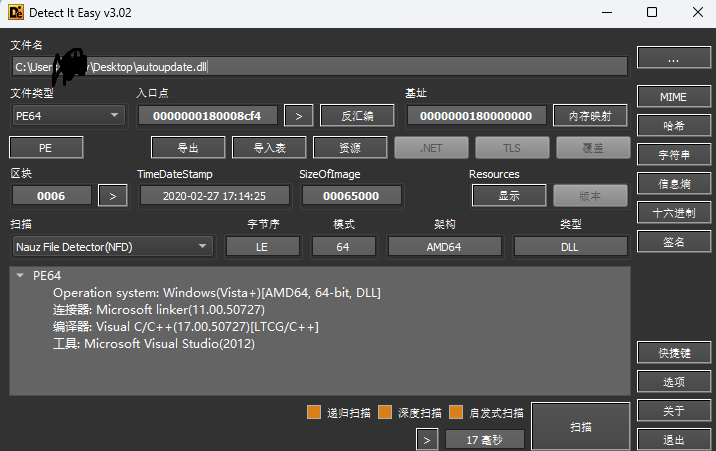 Detect It Easy v3.02
文件名
C:\User \Desktop\autoupdate.dll
...
文件类型 入口点 基址
PE64 0000000180008cf4 > 反汇编 0000000180000000 内存映射 MIME
PE 导出 导入表 资源 .NET TLS 覆盖 哈希
区块 TimeDateStamp SizeOfImage Resources 字符串
0006 > 2020-02-27 17:14:25 00065000 显示 版本 信息熵
扫描 字节序 模式 架构 类型 十六进制
Nauz File Detector(NFD) LE 64 AMD64 DLL 签名
PE64
Operation system: Windows(Vista+)[AMD64, 64-bit, DLL]
连接器: Microsoft linker(11.00.50727)
编译器: Visual C/C++(17.00.50727)[LTCG/C++]
工具: Microsoft Visual Studio(2012)
快捷键
选项
递归扫描 深度扫描 启发式扫描 扫描 关于
> 17 毫秒 退出